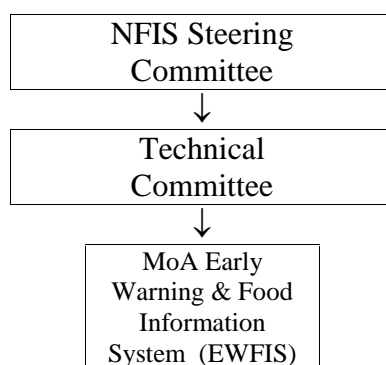 NFIS Steering
Committee
↓
Technical
Committee
↓
MoA Early
Warning & Food
Information
System (EWFIS)